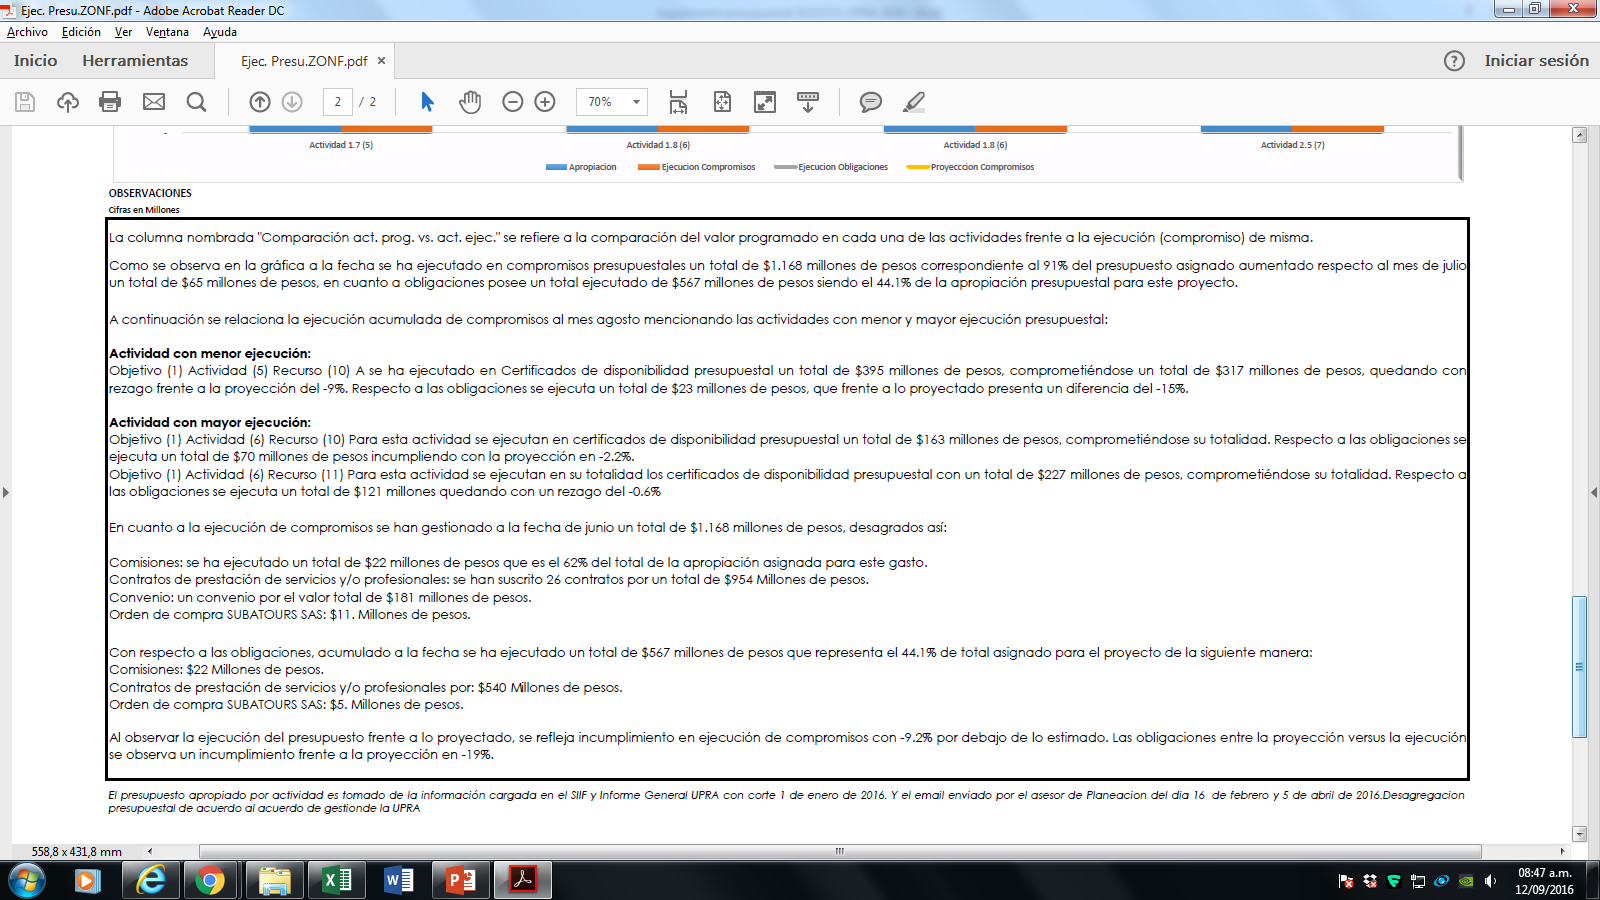 Ejec. Presu.ZONF.pdf - Adobe Acrobat Reader DC
Archivo Edición Ver Ventana Ayuda
Inicio Herramientas Ejec. Presu.ZONF.pdf × Iniciar sesión
2 / 2 70%
Actividad 1.7 (5) Actividad 1.8 (6) Actividad 1.8 (6) Actividad 2.5 (7)
Apropiacion Ejecucion Compromisos Ejecucion Obligaciones Proyecccion Compromisos
OBSERVACIONES
Cifras en Millones
La columna nombrada "Comparación act. prog. vs. act. ejec." se refiere a la comparación del valor programado en cada una de las actividades frente a la ejecución (compromiso) de misma.
Como se observa en la gráfica a la fecha se ha ejecutado en compromisos presupuestales un total de $1.168 millones de pesos correspondiente al 91% del presupuesto asignado aumentado respecto al mes de julio
un total de $65 millones de pesos, en cuanto a obligaciones posee un total ejecutado de $567 millones de pesos siendo el 44.1% de la apropiación presupuestal para este proyecto.
A continuación se relaciona la ejecución acumulada de compromisos al mes agosto mencionando las actividades con menor y mayor ejecución presupuestal:
Actividad con menor ejecución:
Objetivo (1) Actividad (5) Recurso (10) A se ha ejecutado en Certificados de disponibilidad presupuestal un total de $395 millones de pesos, comprometiéndose un total de $317 millones de pesos, quedando con
rezago frente a la proyección del -9%. Respecto a las obligaciones se ejecuta un total de $23 millones de pesos, que frente a lo proyectado presenta un diferencia del -15%.
Actividad con mayor ejecución:
Objetivo (1) Actividad (6) Recurso (10) Para esta actividad se ejecutan en certificados de disponibilidad presupuestal un total de $163 millones de pesos, comprometiéndose su totalidad. Respecto a las obligaciones se
ejecuta un total de $70 millones de pesos incumpliendo con la proyección en -2.2%.
Objetivo (1) Actividad (6) Recurso (11) Para esta actividad se ejecutan en su totalidad los certificados de disponibilidad presupuestal con un total de $227 millones de pesos, comprometiéndose su totalidad. Respecto a
las obligaciones se ejecuta un total de $121 millones quedando con un rezago del -0.6%
En cuanto a la ejecución de compromisos se han gestionado a la fecha de junio un total de $1.168 millones de pesos, desagrados así:
Comisiones: se ha ejecutado un total de $22 millones de pesos que es el 62% del total de la apropiación asignada para este gasto.
Contratos de prestación de servicios y/o profesionales: se han suscrito 26 contratos por un total de $954 Millones de pesos.
Convenio: un convenio por el valor total de $181 millones de pesos.
Orden de compra SUBATOURS SAS: $11. Millones de pesos.
Con respecto a las obligaciones, acumulado a la fecha se ha ejecutado un total de $567 millones de pesos que representa el 44.1% de total asignado para el proyecto de la siguiente manera:
Comisiones: $22 Millones de pesos.
Contratos de prestación de servicios y/o profesionales por: $540 Millones de pesos.
Orden de compra SUBATOURS SAS: $5. Millones de pesos.
Al observar la ejecución del presupuesto frente a lo proyectado, se refleja incumplimiento en ejecución de compromisos con -9.2% por debajo de lo estimado. Las obligaciones entre la proyección versus la ejecución
se observa un incumplimiento frente a la proyección en -19%.
El presupuesto apropiado por actividad es tomado de la información cargada en el SIIF y Informe General UPRA con corte 1 de enero de 2016. Y el email enviado por el asesor de Planeacion del dia 16 de febrero y 5 de abril de 2016.Desagregacion
presupuestal de acuerdo al acuerdo de gestionde la UPRA
558,8 x 431,8 mm
08:47 a.m.
12/09/2016